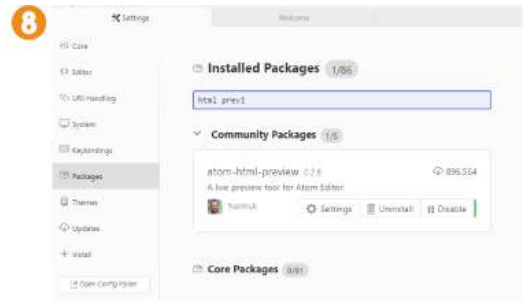 8
Settings
Welcome
Core
Editor
URI Handling
System
Keybindings
Packages
Themes
Updates
Install
Open Config Folder
Installed Packages 1/86
html previ
Community Packages 1/5
atom-html-preview 0.2.6
896,554
A live preview tool for Atom Editor.
Settings Uninstall Disable
Core Packages 0/81